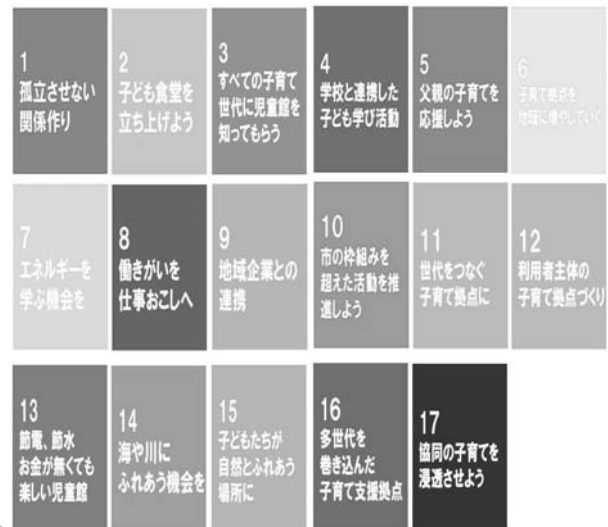 1
孤立させない
関係作り
2
子ども食堂を
立ち上げよう
3
すべての子育て
世代に児童館を
知ってもらう
4
学校と連携した
子ども学び活動
5
父親の子育てを
応援しよう
6
子育て拠点を
地域に増やしていく
7
エネルギーを
学ぶ機会を
8
働きがいを
仕事おこしへ
9
地域企業との
連携
10
市の枠組みを
超えた活動を推
進しよう
11
世代をつなぐ
子育て拠点に
12
利用者主体の
子育て拠点づくり
13
節電、節水
お金が無くても
楽しい児童館
14
海や川に
ふれあう機会を
15
子どもたちが
自然とふれあう
場所に
16
多世代を
巻き込んだ
子育て支援拠点
17
協同の子育てを
浸透させよう